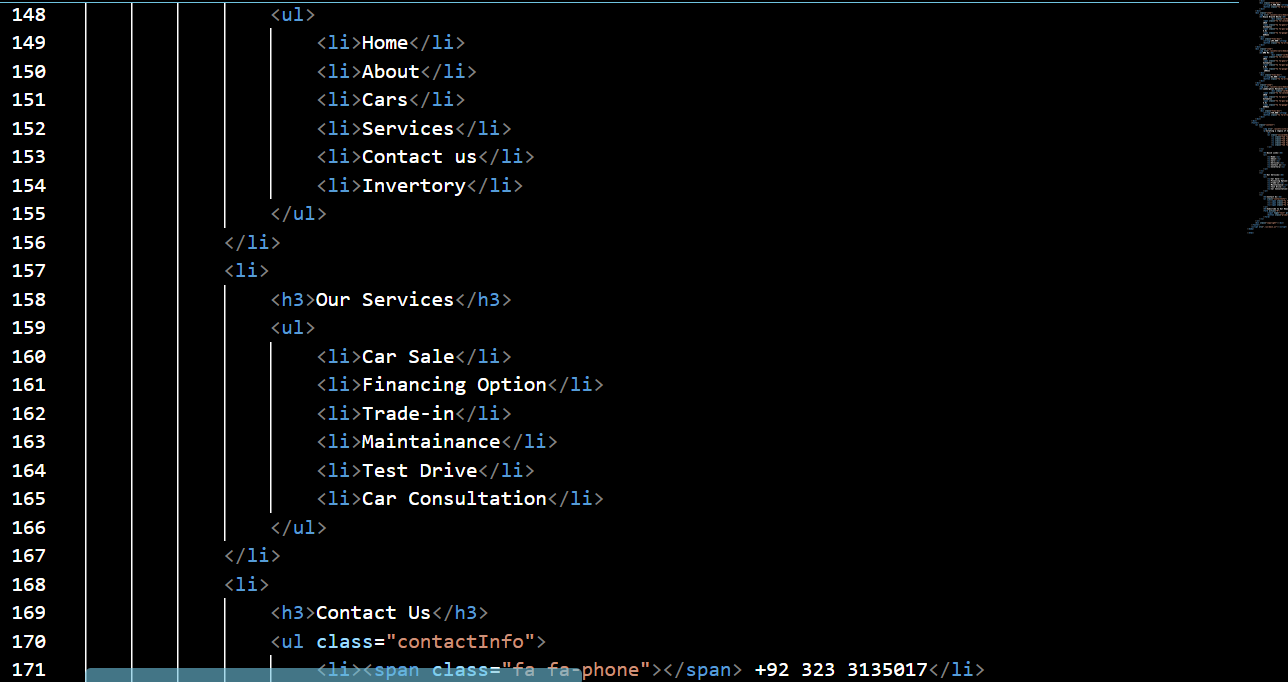 148 <ul>
149 <li>Home</li>
150 <li>About</li>
151 <li>Cars</li>
152 <li>Services</li>
153 <li>Contact us</li>
154 <li>Invertory</li>
155 </ul>
156 </li>
157 <li>
158 <h3>Our Services</h3>
159 <ul>
160 <li>Car Sale</li>
161 <li>Financing Option</li>
162 <li>Trade-in</li>
163 <li>Maintainance</li>
164 <li>Test Drive</li>
165 <li>Car Consultation</li>
166 </ul>
167 </li>
168 <li>
169 <h3>Contact Us</h3>
170 <ul class="contactInfo">
171 <li><span class="fa fa-phone"></span> +92 323 3135017</li>